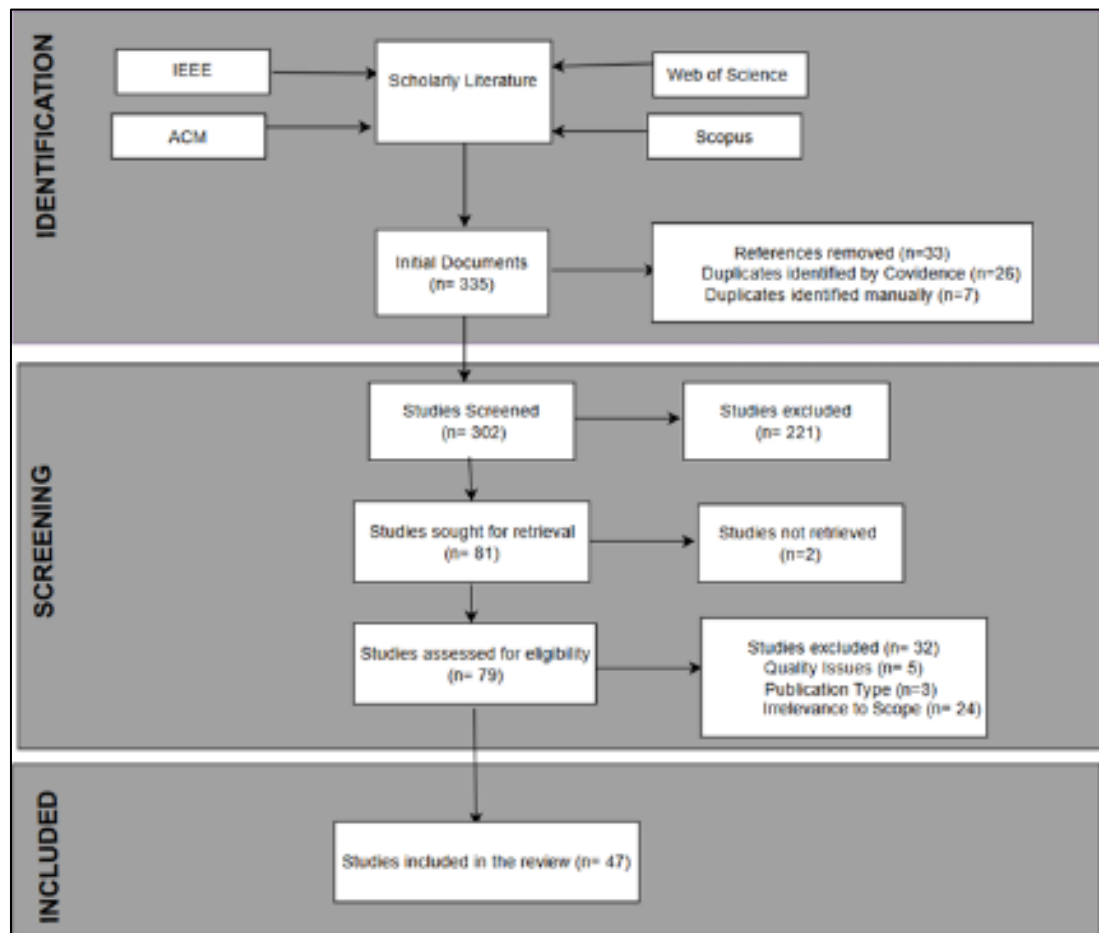 IDENTIFICATION
IEEE
ACM
Scholarly Literature
Web of Science
Scopus
Initial Documents
(n= 335)
References removed (n=33)
Duplicates identified by Covidence (n=26)
Duplicates identified manually (n=7)
SCREENING
Studies Screened
(n= 302)
Studies excluded
(n= 221)
Studies sought for retrieval
(n= 81)
Studies not retrieved
(n=2)
Studies assessed for eligibility
(n= 79)
Studies excluded (n= 32)
Quality Issues (n= 5)
Publication Type (n=3)
Irrelevance to Scope (n= 24)
INCLUDED
Studies included in the review (n= 47)